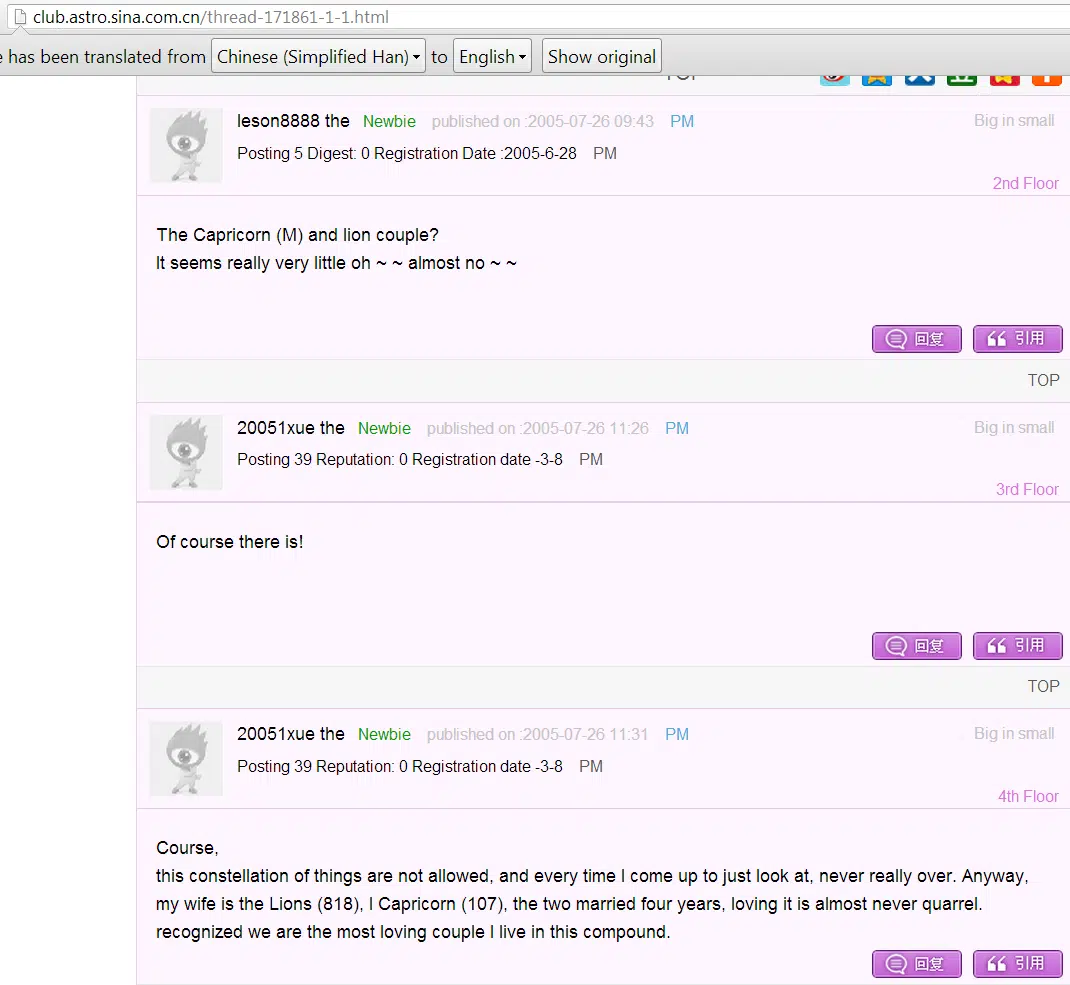 club.astro.sina.com.cn/thread-171861-1-1.html
e has been translated from Chinese (Simplified Han) to English Show original
TOP
leson8888 the Newbie published on :2005-07-26 09:43 PM Big in small
Posting 5 Digest: 0 Registration Date :2005-6-28 PM
2nd Floor
The Capricorn (M) and lion couple?
It seems really very little oh ~ ~ almost no ~ ~
回复 引用
TOP
20051xue the Newbie published on :2005-07-26 11:26 PM Big in small
Posting 39 Reputation: 0 Registration date -3-8 PM
3rd Floor
Of course there is!
回复 引用
TOP
20051xue the Newbie published on :2005-07-26 11:31 PM Big in small
Posting 39 Reputation: 0 Registration date -3-8 PM
4th Floor
Course,
this constellation of things are not allowed, and every time I come up to just look at, never really over. Anyway,
my wife is the Lions (818), I Capricorn (107), the two married four years, loving it is almost never quarrel.
recognized we are the most loving couple I live in this compound.
回复 引用